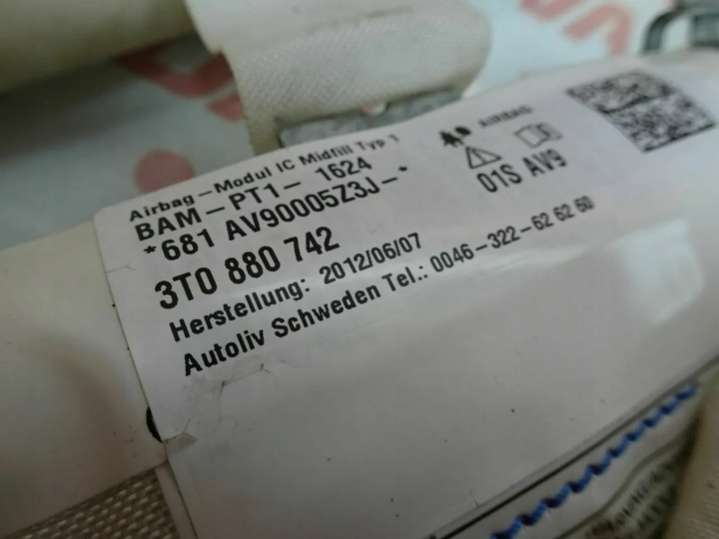 Airbag-Modul IC Midfill Typ 1
BAM-PT1- 1624
*681 AV90005Z3J-*
3T0 880 742
Herstellung: 2012/06/07
Autoliv Schweden Tel.: 0046-322-62 62 60
AIRBAG
01S AV9